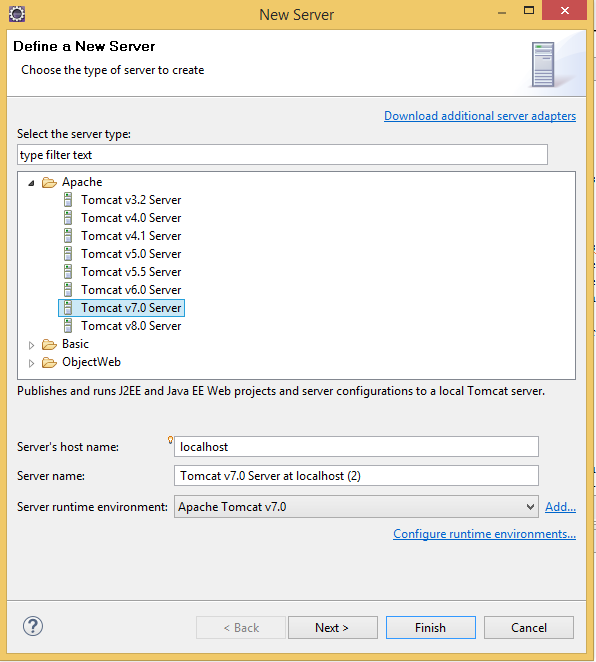 New Server
Define a New Server
Choose the type of server to create
Download additional server adapters
Select the server type:
type filter text
Apache
Tomcat v3.2 Server
Tomcat v4.0 Server
Tomcat v4.1 Server
Tomcat v5.0 Server
Tomcat v5.5 Server
Tomcat v6.0 Server
Tomcat v7.0 Server
Tomcat v8.0 Server
Basic
ObjectWeb
Publishes and runs J2EE and Java EE Web projects and server configurations to a local Tomcat server.
Server's host name: localhost
Server name: Tomcat v7.0 Server at localhost (2)
Server runtime environment: Apache Tomcat v7.0 Add...
Configure runtime environments...
? < Back Next > Finish Cancel